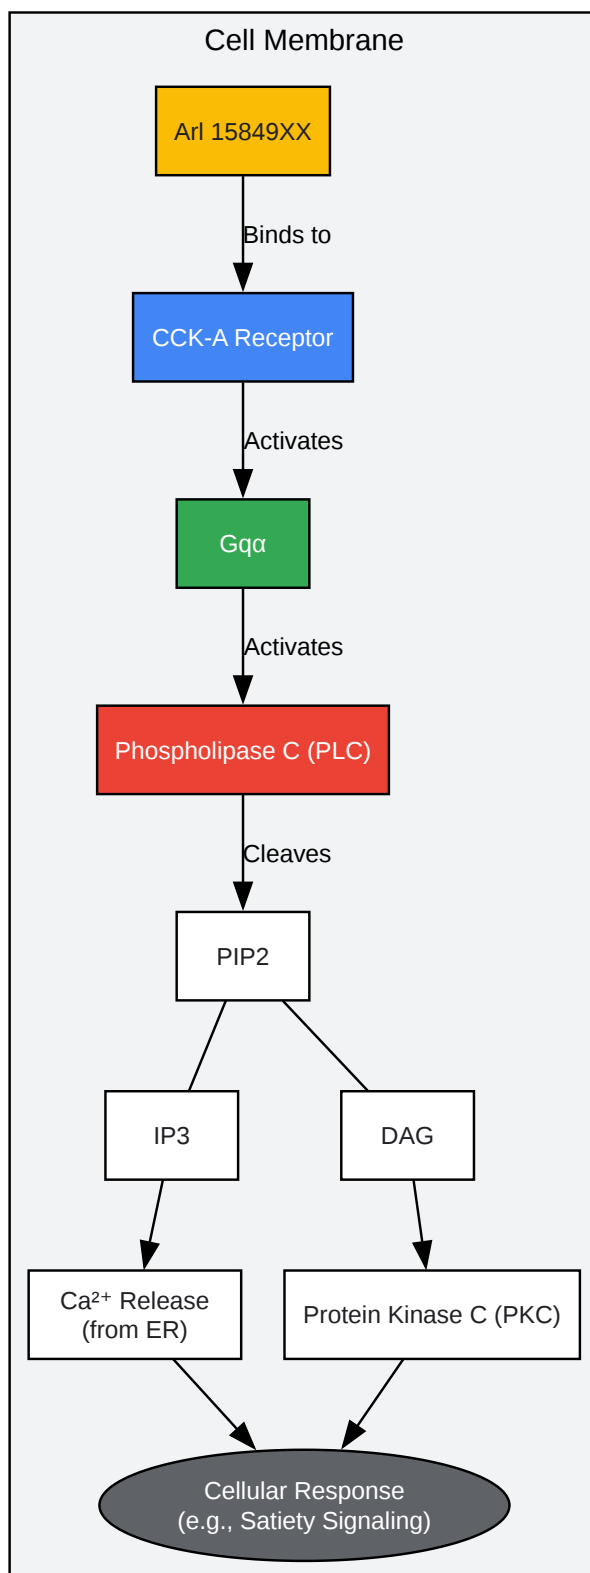 Cell Membrane
Arl 15849XX
Binds to
CCK-A Receptor
Activates
Gqα
Activates
Phospholipase C (PLC)
Cleaves
PIP2
IP3
DAG
Ca²⁺ Release
(from ER)
Protein Kinase C (PKC)
Cellular Response
(e.g., Satiety Signaling)